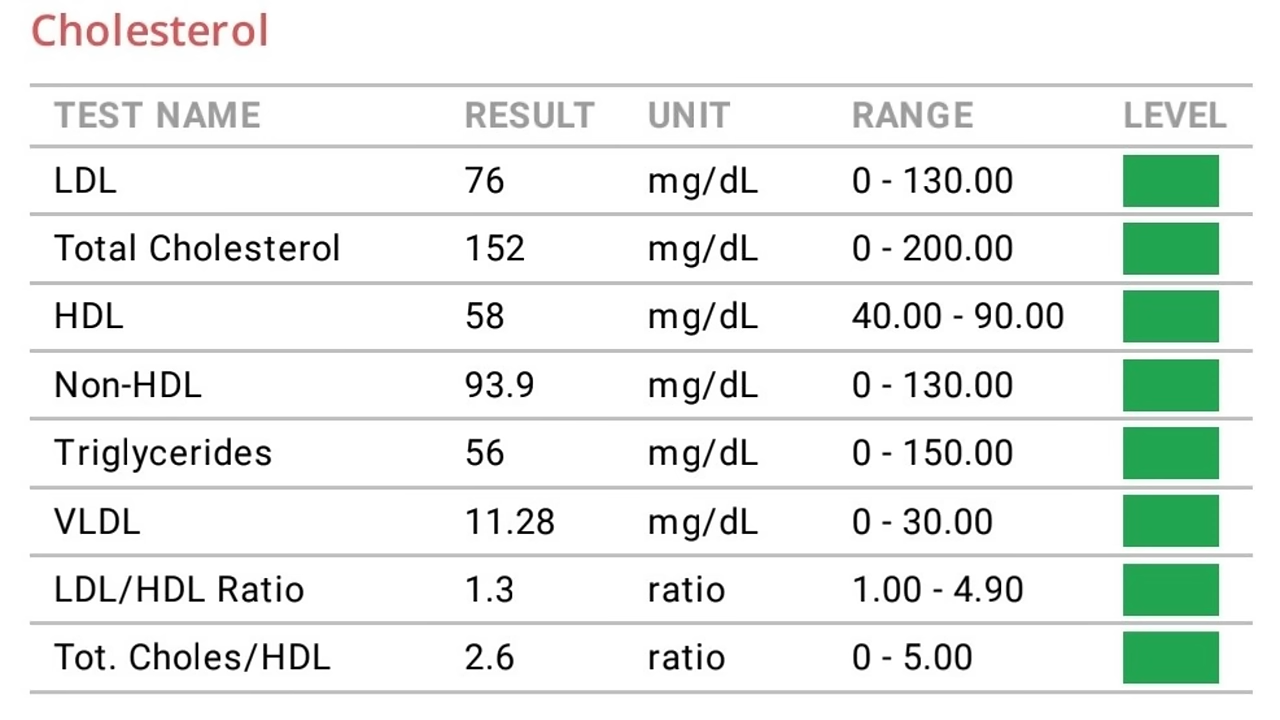 Cholesterol
TEST NAME RESULT UNIT RANGE LEVEL
LDL 76 mg/dL 0 - 130.00
Total Cholesterol 152 mg/dL 0 - 200.00
HDL 58 mg/dL 40.00 - 90.00
Non-HDL 93.9 mg/dL 0 - 130.00
Triglycerides 56 mg/dL 0 - 150.00
VLDL 11.28 mg/dL 0 - 30.00
LDL/HDL Ratio 1.3 ratio 1.00 - 4.90
Tot. Choles/HDL 2.6 ratio 0 - 5.00